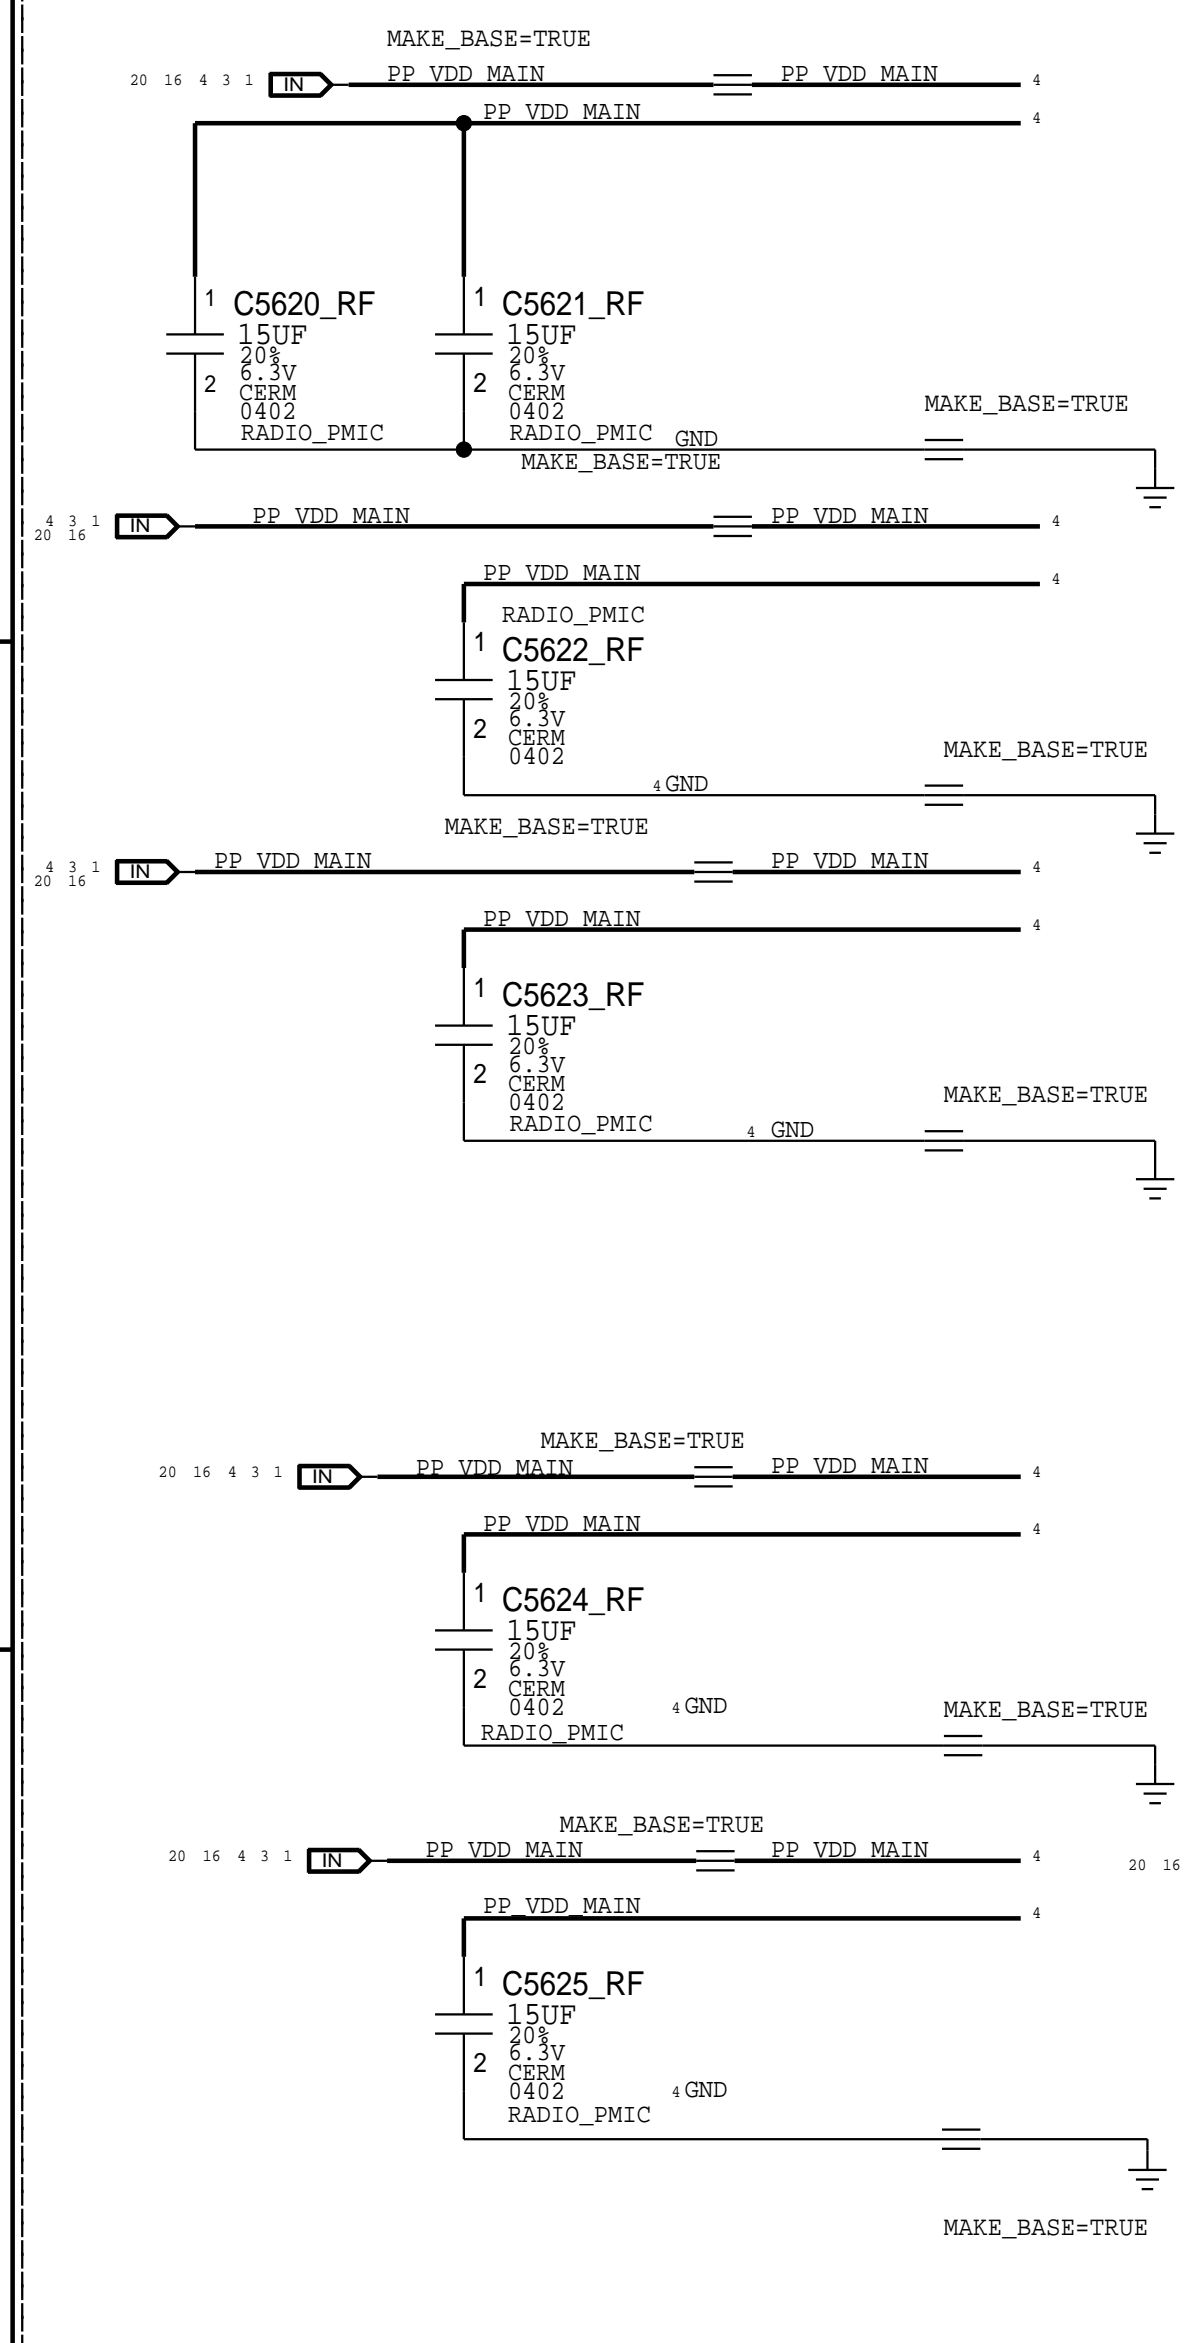 MAKE_BASE=TRUE
20 16 4 3 1 IN PP_VDD_MAIN PP_VDD_MAIN 4
PP_VDD_MAIN 4
1 C5620_RF 1 C5621_RF
15UF 15UF
20% 20%
6.3V 6.3V
2 2
CERM CERM
0402 0402
MAKE_BASE=TRUE
RADIO_PMIC RADIO_PMIC GND
MAKE_BASE=TRUE
4 3 1 IN PP_VDD_MAIN PP_VDD_MAIN 4
20 16
PP_VDD_MAIN 4
RADIO_PMIC
1 C5622_RF
15UF
20%
6.3V
2
CERM
0402
MAKE_BASE=TRUE
4 GND
MAKE_BASE=TRUE
4 3 1 IN PP_VDD_MAIN PP_VDD_MAIN 4
20 16
PP_VDD_MAIN 4
1 C5623_RF
15UF
20%
6.3V
2
CERM
0402
MAKE_BASE=TRUE
RADIO_PMIC 4 GND
MAKE_BASE=TRUE
20 16 4 3 1 IN PP_VDD_MAIN PP_VDD_MAIN 4
PP_VDD_MAIN 4
1 C5624_RF
15UF
20%
6.3V
2
CERM
0402 4 GND MAKE_BASE=TRUE
RADIO_PMIC
MAKE_BASE=TRUE
20 16 4 3 1 IN PP_VDD_MAIN PP_VDD_MAIN 4 20 16
PP_VDD_MAIN 4
1 C5625_RF
15UF
20%
6.3V
2
CERM
0402 4 GND
RADIO_PMIC
MAKE_BASE=TRUE